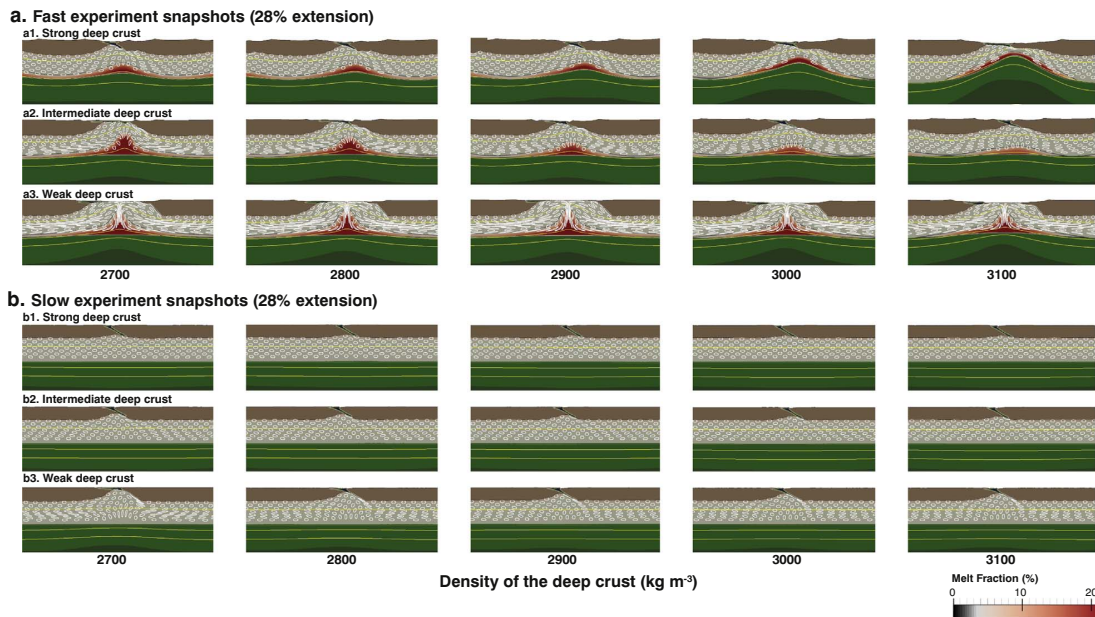 a. Fast experiment snapshots (28% extension)
a1. Strong deep crust
a2. Intermediate deep crust
a3. Weak deep crust
2700 2800 2900 3000 3100
b. Slow experiment snapshots (28% extension)
b1. Strong deep crust
b2. Intermediate deep crust
b3. Weak deep crust
2700 2800 2900 3000 3100
Density of the deep crust (kg m⁻³)
Melt Fraction (%)
0 10 20